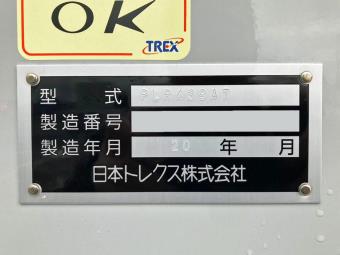 OK
TREX
型式
製造番号
製造年月 20 年 月
日本トレクス株式会社